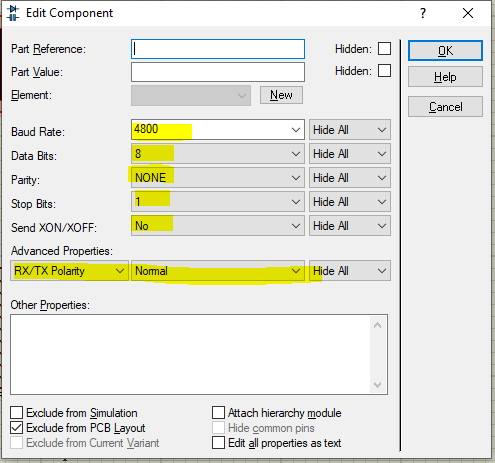 Edit Component ? ×
Part Reference: Hidden: OK
Part Value: Hidden: Help
Element: New Cancel
Baud Rate: 4800 Hide All
Data Bits: 8 Hide All
Parity: NONE Hide All
Stop Bits: 1 Hide All
Send XON/XOFF: No Hide All
Advanced Properties:
RX/TX Polarity Normal Hide All
Other Properties:
Exclude from Simulation Attach hierarchy module
Exclude from PCB Layout Hide common pins
Exclude from Current Variant Edit all properties as text